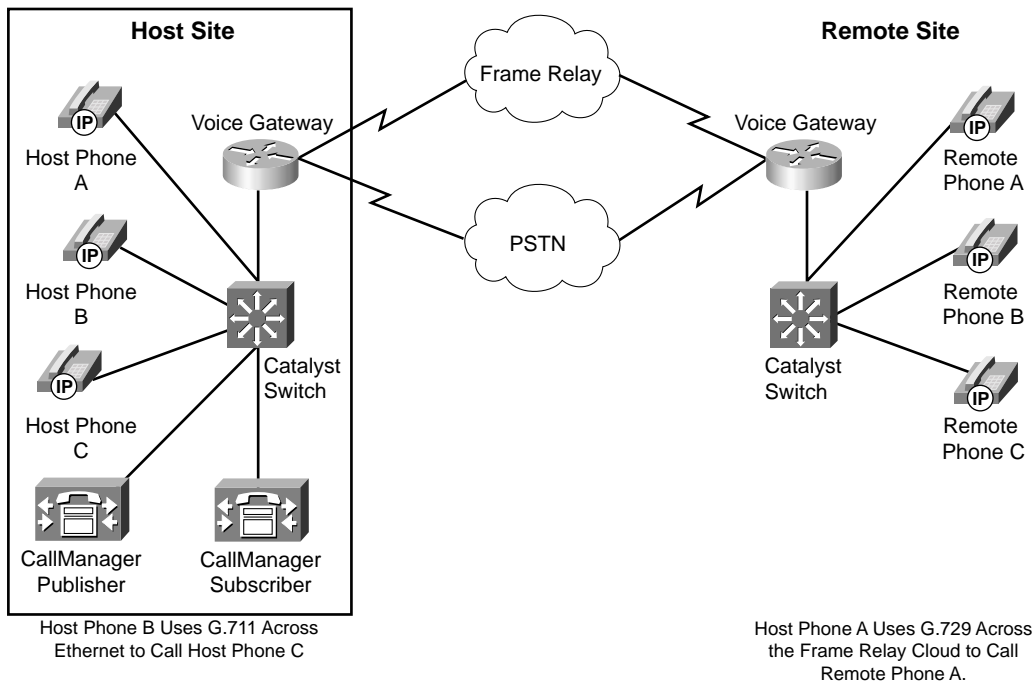 Host Site
Remote Site
Frame Relay
Voice Gateway
Voice Gateway
IP
Host Phone
A
IP
Remote
Phone A
PSTN
IP
Host Phone
B
IP
Remote
Phone B
Catalyst
Switch
Catalyst
Switch
IP
Host Phone
C
IP
Remote
Phone C
CallManager
Publisher
CallManager
Subscriber
Host Phone B Uses G.711 Across
Ethernet to Call Host Phone C
Host Phone A Uses G.729 Across
the Frame Relay Cloud to Call
Remote Phone A.